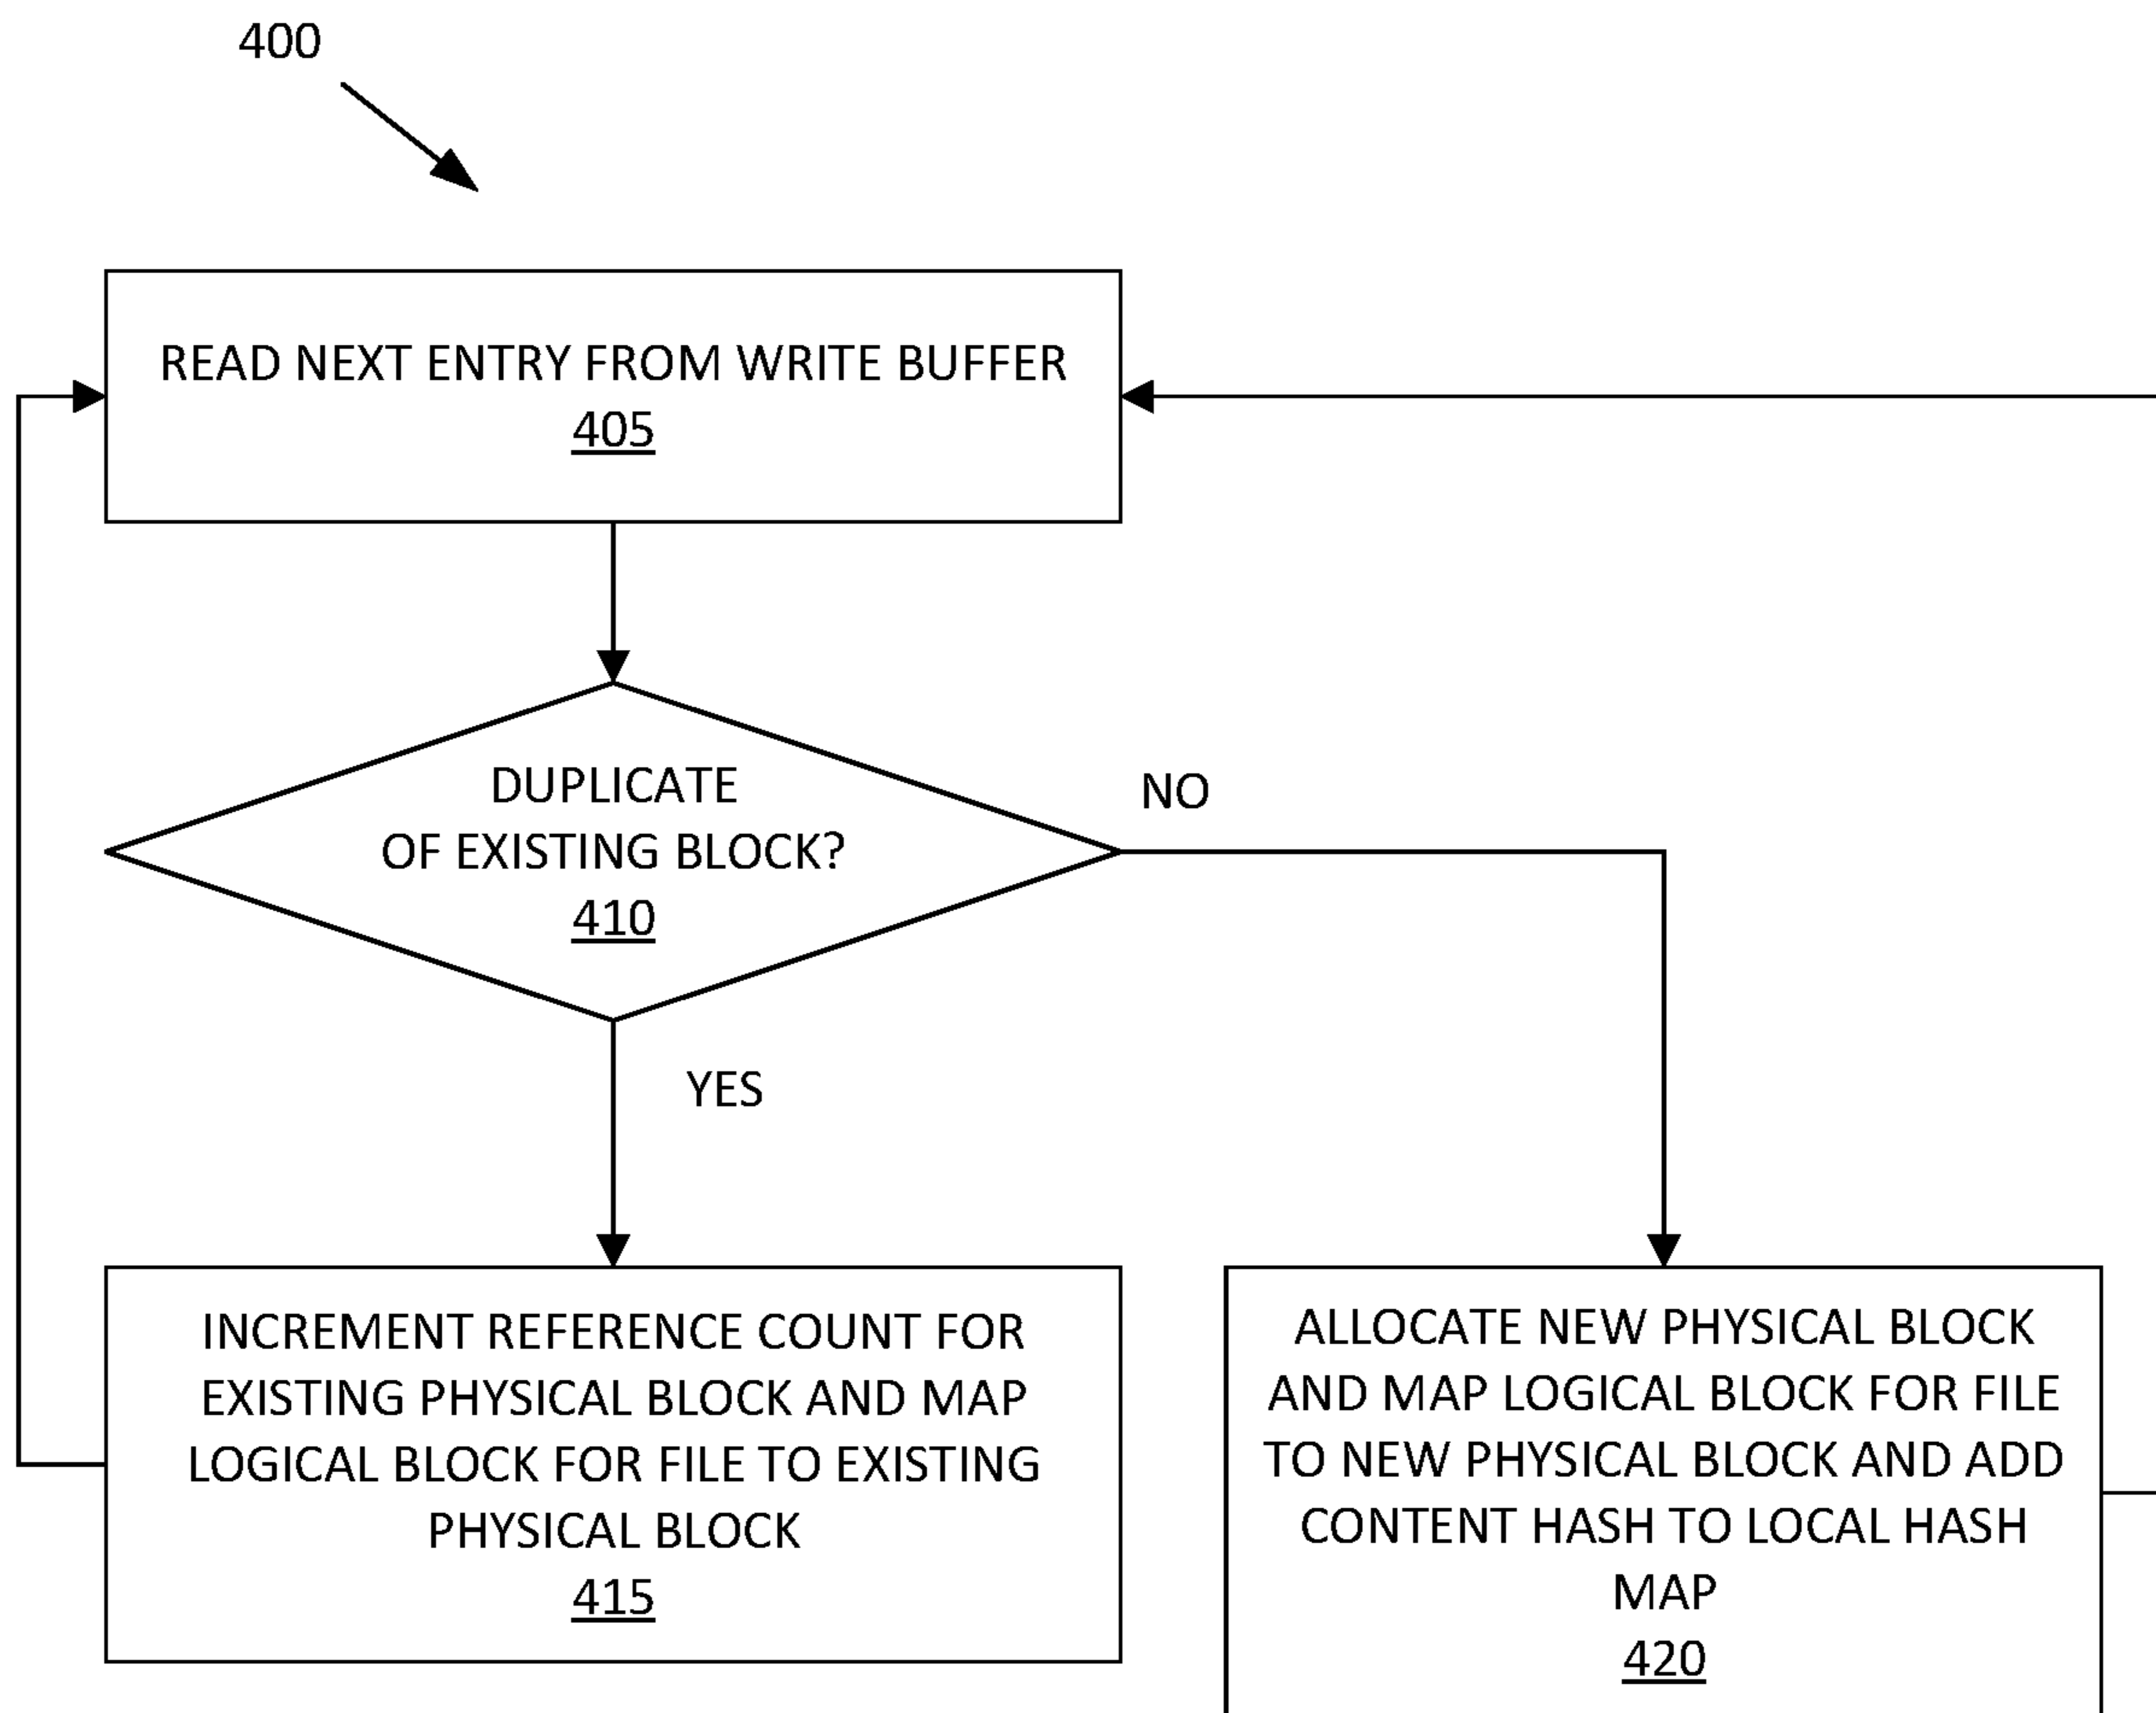 400
READ NEXT ENTRY FROM WRITE BUFFER
405
DUPLICATE
OF EXISTING BLOCK?
410
NO
YES
INCREMENT REFERENCE COUNT FOR
EXISTING PHYSICAL BLOCK AND MAP
LOGICAL BLOCK FOR FILE TO EXISTING
PHYSICAL BLOCK
415
ALLOCATE NEW PHYSICAL BLOCK
AND MAP LOGICAL BLOCK FOR FILE
TO NEW PHYSICAL BLOCK AND ADD
CONTENT HASH TO LOCAL HASH
MAP
420